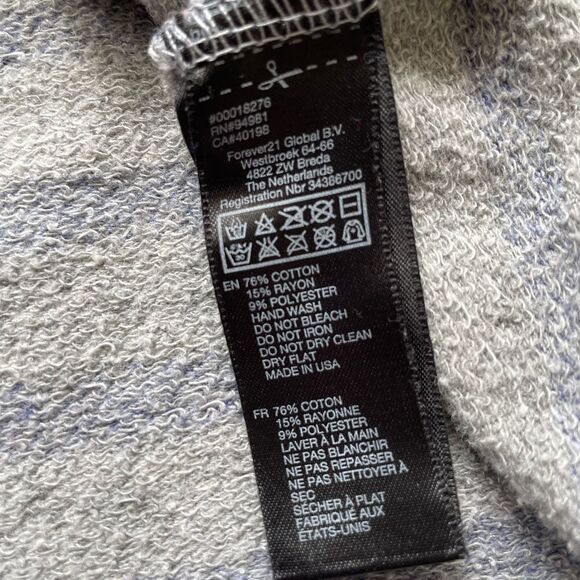 #00018276
RN#94981
CA#40198
Forever21 Global B.V.
Westbroek 64-66
4822 ZW Breda
The Netherlands
Registration Nbr 34386700
EN 76% COTTON
15% RAYON
9% POLYESTER
HAND WASH
DO NOT BLEACH
DO NOT IRON
DO NOT DRY CLEAN
DRY FLAT
MADE IN USA
FR 76% COTON
15% RAYONNE
9% POLYESTER
LAVER À LA MAIN
NE PAS BLANCHIR
NE PAS REPASSER
NE PAS NETTOYER À
SEC
SÉCHER À PLAT
FABRIQUÉ AUX
ÉTATS-UNIS